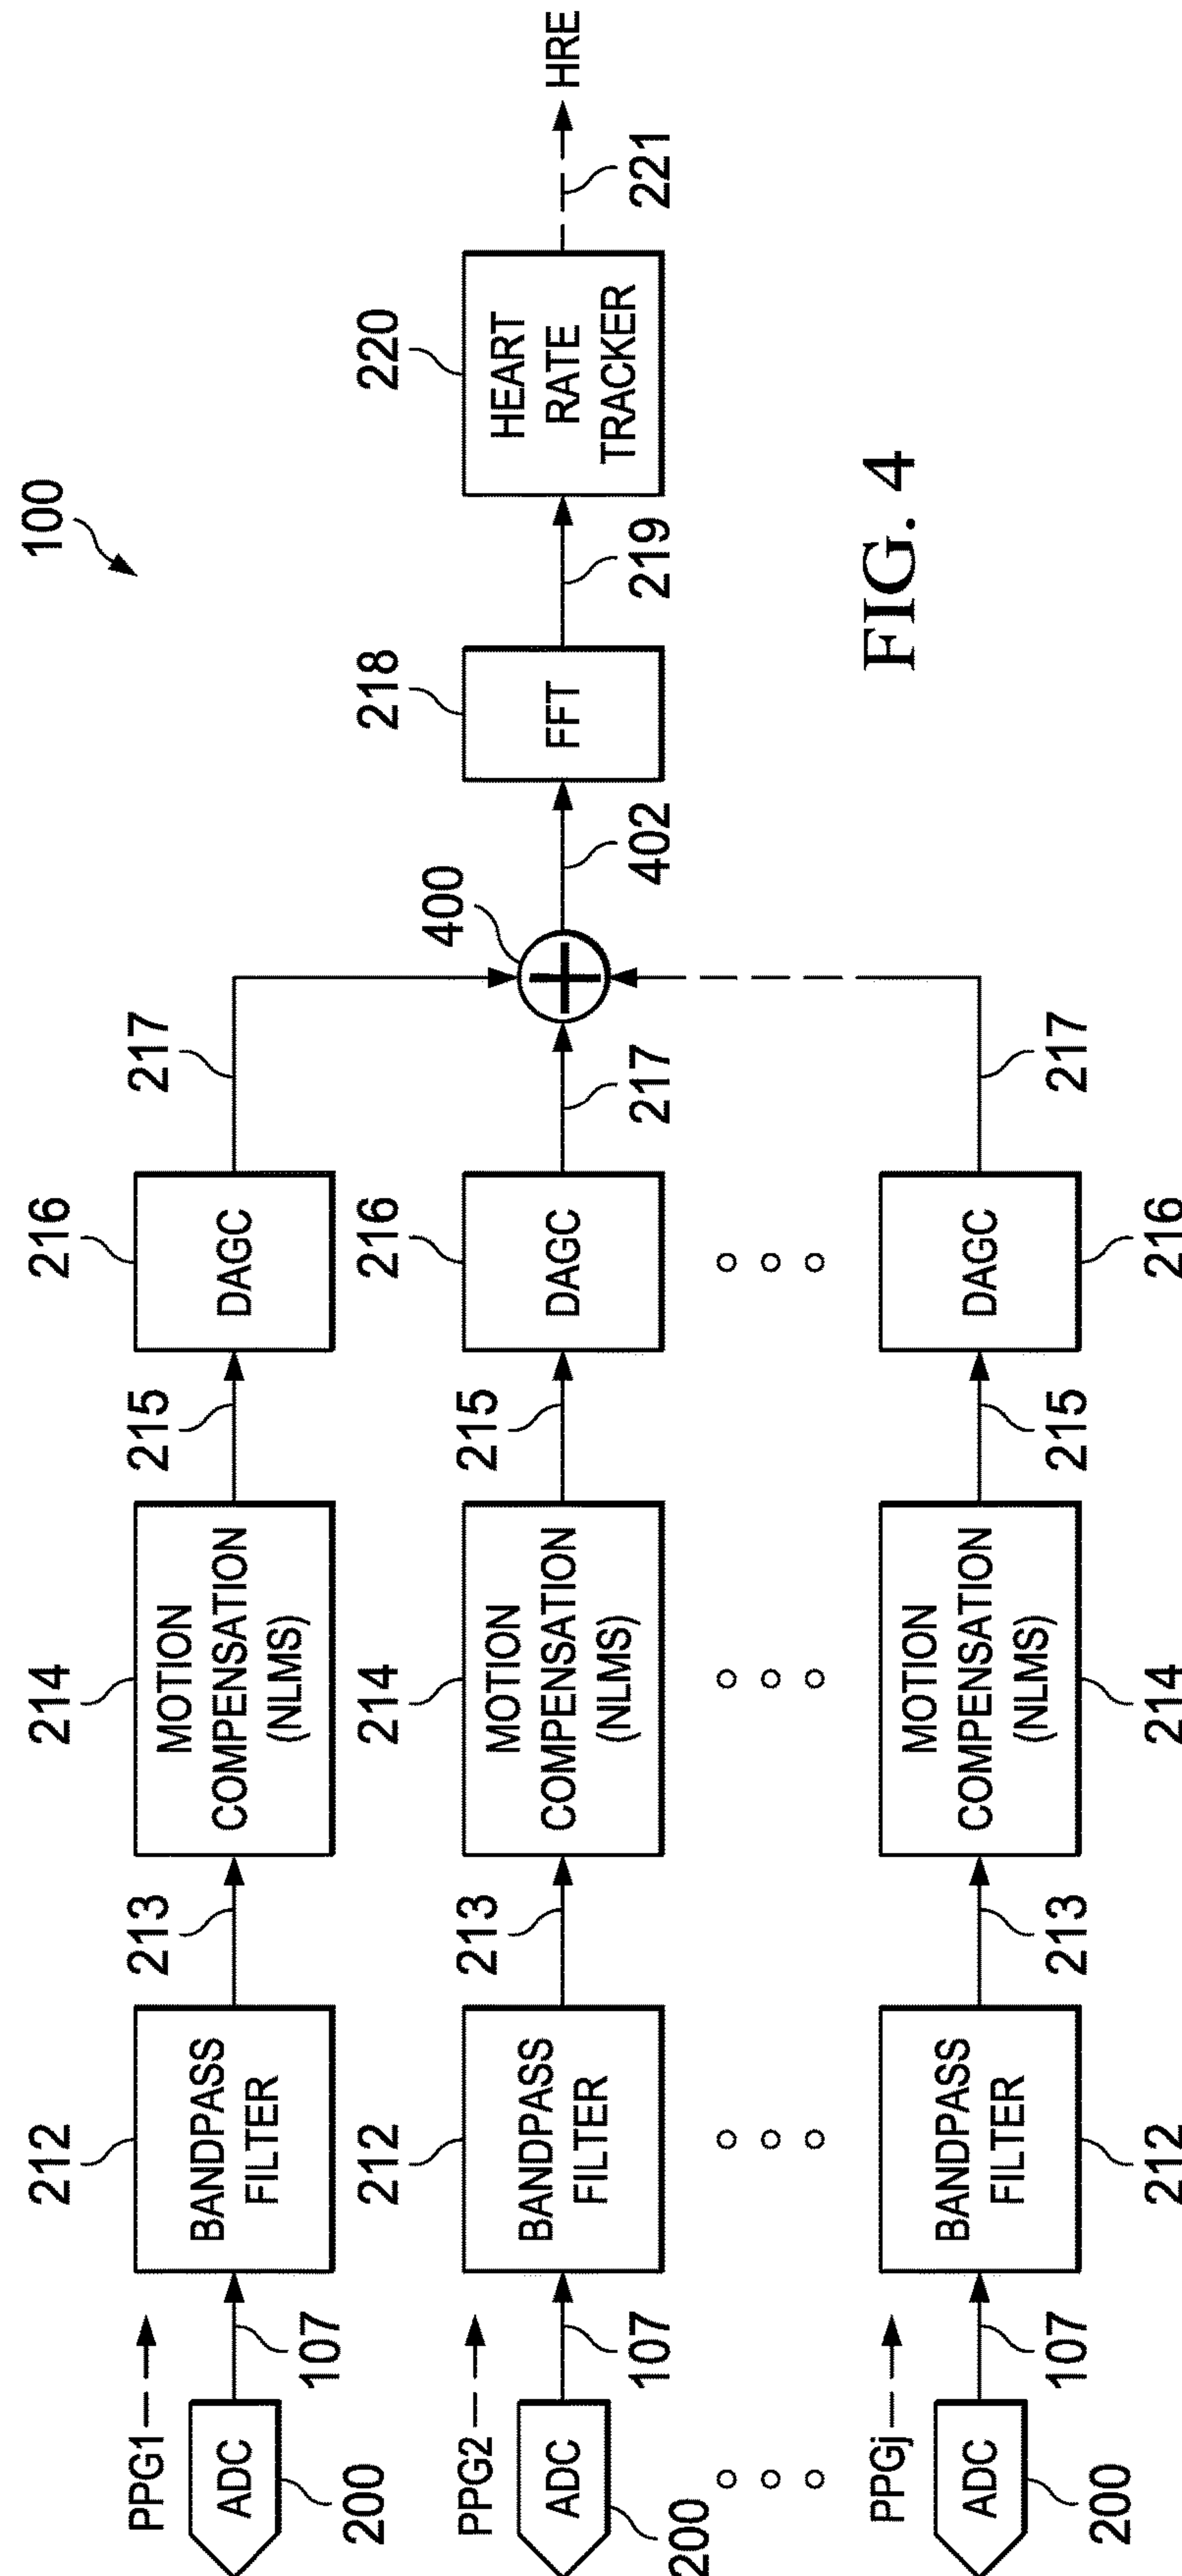 100
PPG1
ADC
200
107
212
BANDPASS
FILTER
213
214
MOTION
COMPENSATION
(NLMS)
215
216
DAGC
217
PPG2
ADC
200
107
212
BANDPASS
FILTER
213
214
MOTION
COMPENSATION
(NLMS)
215
216
DAGC
217
400
402
218
FFT
219
220
HEART
RATE
TRACKER
221
HRE
PPGj
ADC
200
107
BANDPASS
FILTER
212
213
MOTION
COMPENSATION
(NLMS)
214
215
DAGC
216
217
FIG. 4